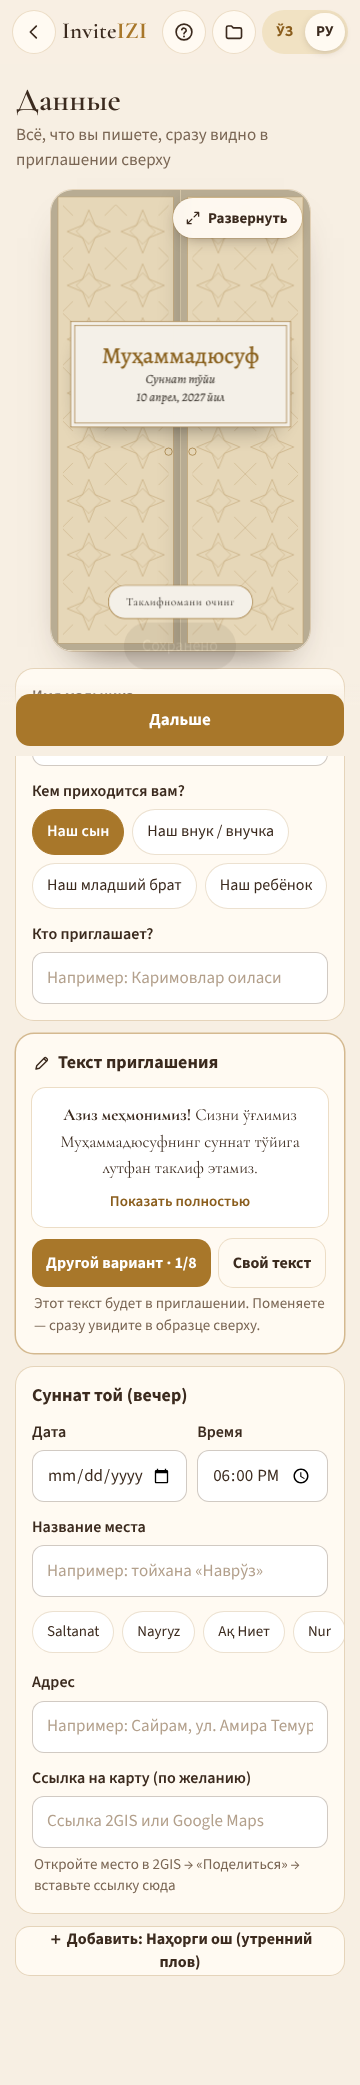 InviteIZI
ЎЗ
РУ
Данные
Всё, что вы пишете, сразу видно в
приглашении сверху
Развернуть
Муҳаммадюсуф
Суннат тўйи
10 апрел, 2027 йил
Таклифномани очинг
Сохранено
Дальше
Кем приходится вам?
Наш сын
Наш внук / внучка
Наш младший брат
Наш ребёнок
Кто приглашает?
Например: Каримовлар оиласи
Текст приглашения
Азиз меҳмонимиз! Сизни ўғлимиз
Муҳаммадюсуфнинг суннат тўйига
лутфан таклиф этамиз.
Показать полностью
Другой вариант · 1/8
Свой текст
Этот текст будет в приглашении. Поменяете
— сразу увидите в образце сверху.
Суннат той (вечер)
Дата
Время
mm/dd/yyyy
06:00 PM
Название места
Например: тойхана «Наврўз»
Saltanat
Nayryz
Ақ Ниет
Nur
Адрес
Например: Сайрам, ул. Амира Темур
Ссылка на карту (по желанию)
Ссылка 2GIS или Google Maps
Откройте место в 2GIS → «Поделиться» →
вставьте ссылку сюда
+ Добавить: Наҳорги ош (утренний
плов)